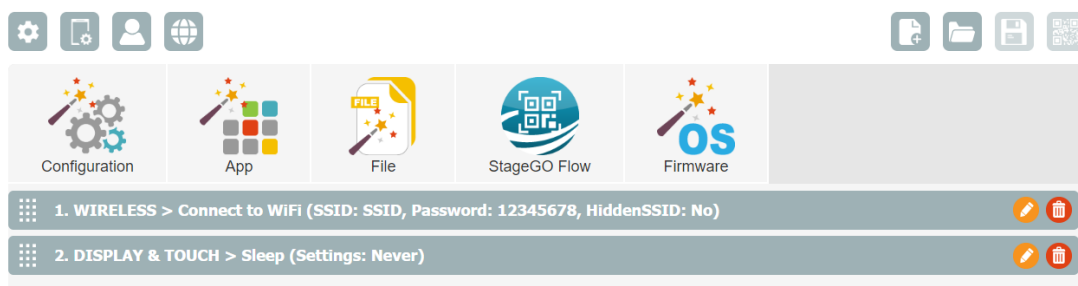 FILE
OS
Configuration
App
File
StageGO Flow
Firmware
1. WIRELESS > Connect to WiFi (SSID: SSID, Password: 12345678, HiddenSSID: No)
2. DISPLAY & TOUCH > Sleep (Settings: Never)